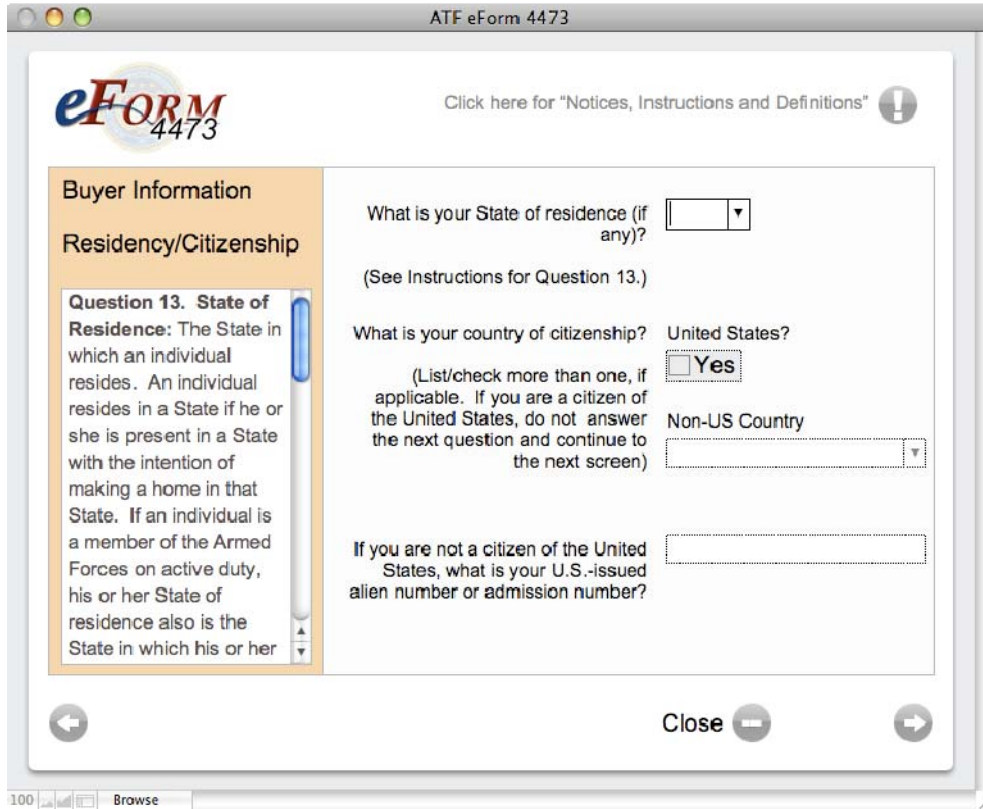 ATF eForm 4473
eFORM
4473
Click here for "Notices, Instructions and Definitions"
!
Buyer Information
Residency/Citizenship
Question 13. State of
Residence: The State in
which an individual
resides. An individual
resides in a State if he or
she is present in a State
with the intention of
making a home in that
State. If an individual is
a member of the Armed
Forces on active duty,
his or her State of
residence also is the
State in which his or her
What is your State of residence (if
any)?
(See Instructions for Question 13.)
What is your country of citizenship?
(List/check more than one, if
applicable. If you are a citizen of
the United States, do not answer
the next question and continue to
the next screen)
United States?
Yes
Non-US Country
If you are not a citizen of the United
States, what is your U.S.-issued
alien number or admission number?
Close
100
Browse